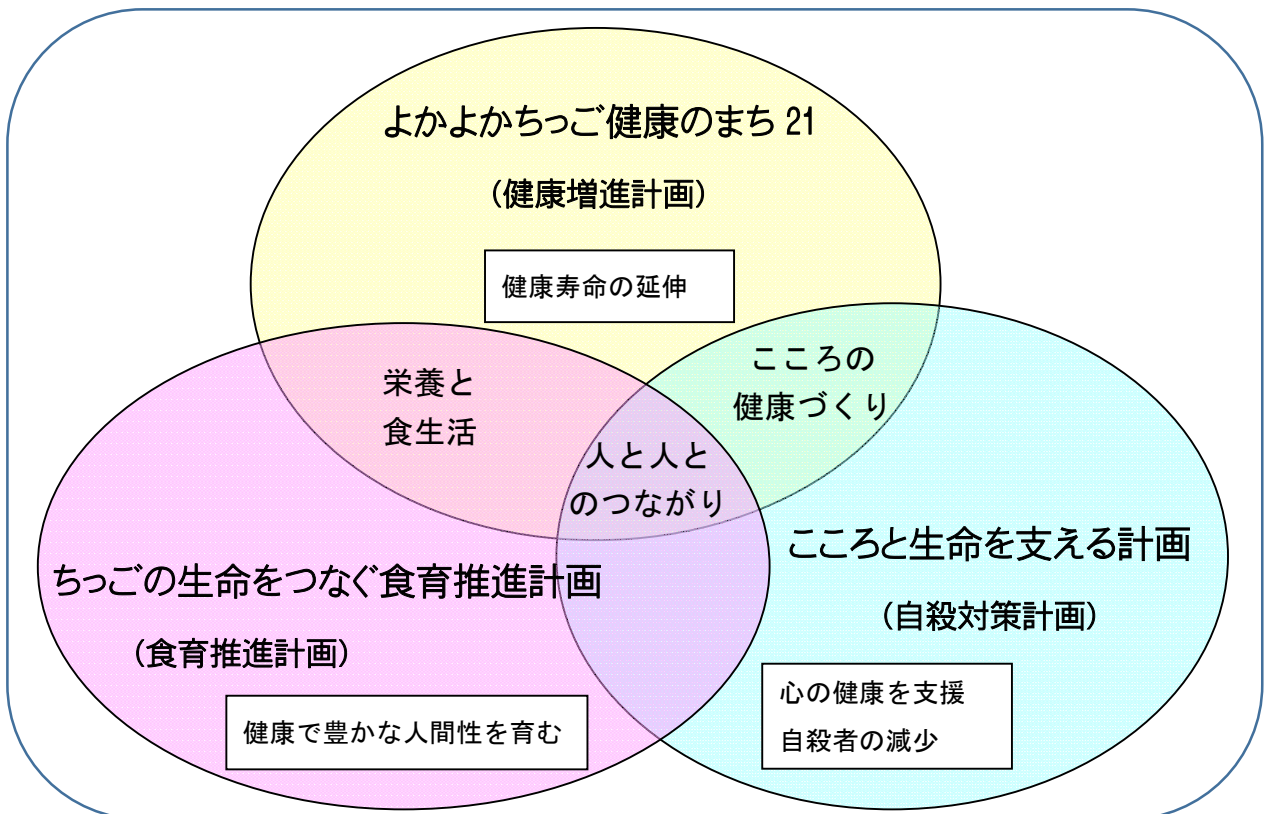 よかよかちっご健康のまち 21
（健康増進計画）
健康寿命の延伸
栄養と
食生活
こころの
健康づくり
人と人と
のつながり
ちっごの生命をつなぐ食育推進計画
（食育推進計画）
健康で豊かな人間性を育む
こころと生命を支える計画
（自殺対策計画）
心の健康を支援
自殺者の減少